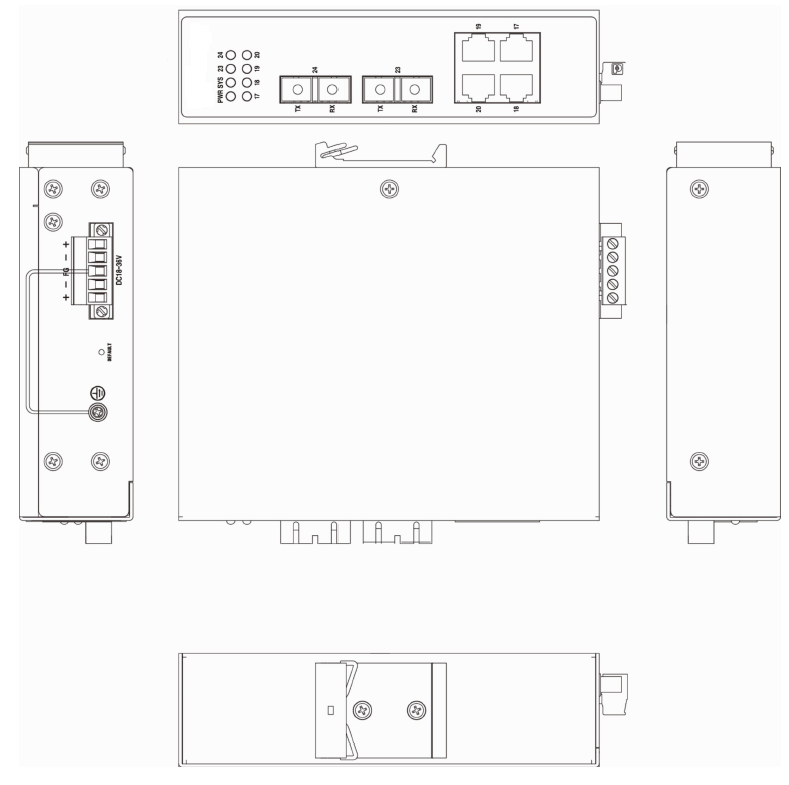 24 20
23 19
SYS 18
PWR 17
24
TX RX
23
TX RX
19 17
20 18
+
−
FG
−
+
DC18-36V
DEFAULT